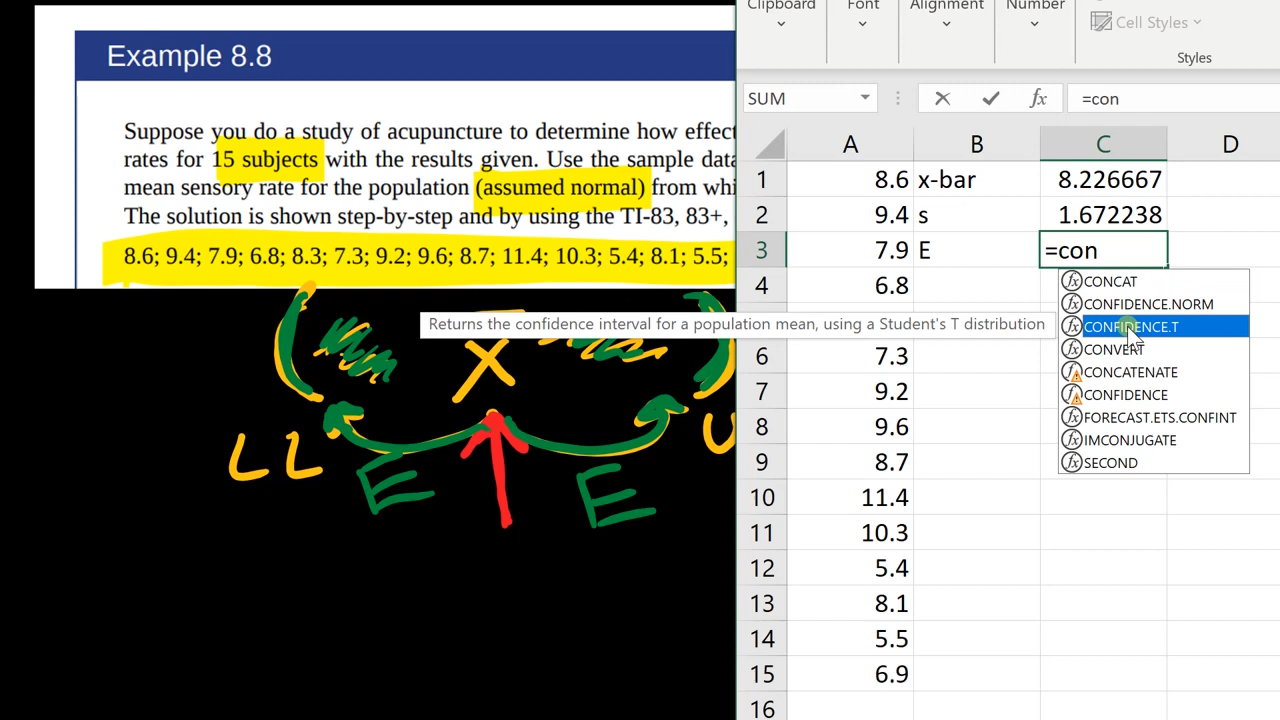 Example 8.8
Suppose you do a study of acupuncture to determine how effect
rates for 15 subjects with the results given. Use the sample data
mean sensory rate for the population (assumed normal) from whi
The solution is shown step-by-step and by using the TI-83, 83+,
8.6; 9.4; 7.9; 6.8; 8.3; 7.3; 9.2; 9.6; 8.7; 11.4; 10.3; 5.4; 8.1; 5.5;
X
LL
U
E
E
Clipboard
Font
Alignment
Number
Cell Styles
Styles
SUM
fx
=con
A
B
C
D
1 8.6 x-bar 8.226667
2 9.4 s 1.672238
3 7.9 E =con
4 6.8
6 7.3
7 9.2
8 9.6
9 8.7
10 11.4
11 10.3
12 5.4
13 8.1
14 5.5
15 6.9
16
CONCAT
CONFIDENCE.NORM
CONFIDENCE.T
CONVERT
CONCATENATE
CONFIDENCE
FORECAST.ETS.CONFINT
IMCONJUGATE
SECOND
Returns the confidence interval for a population mean, using a Student's T distribution